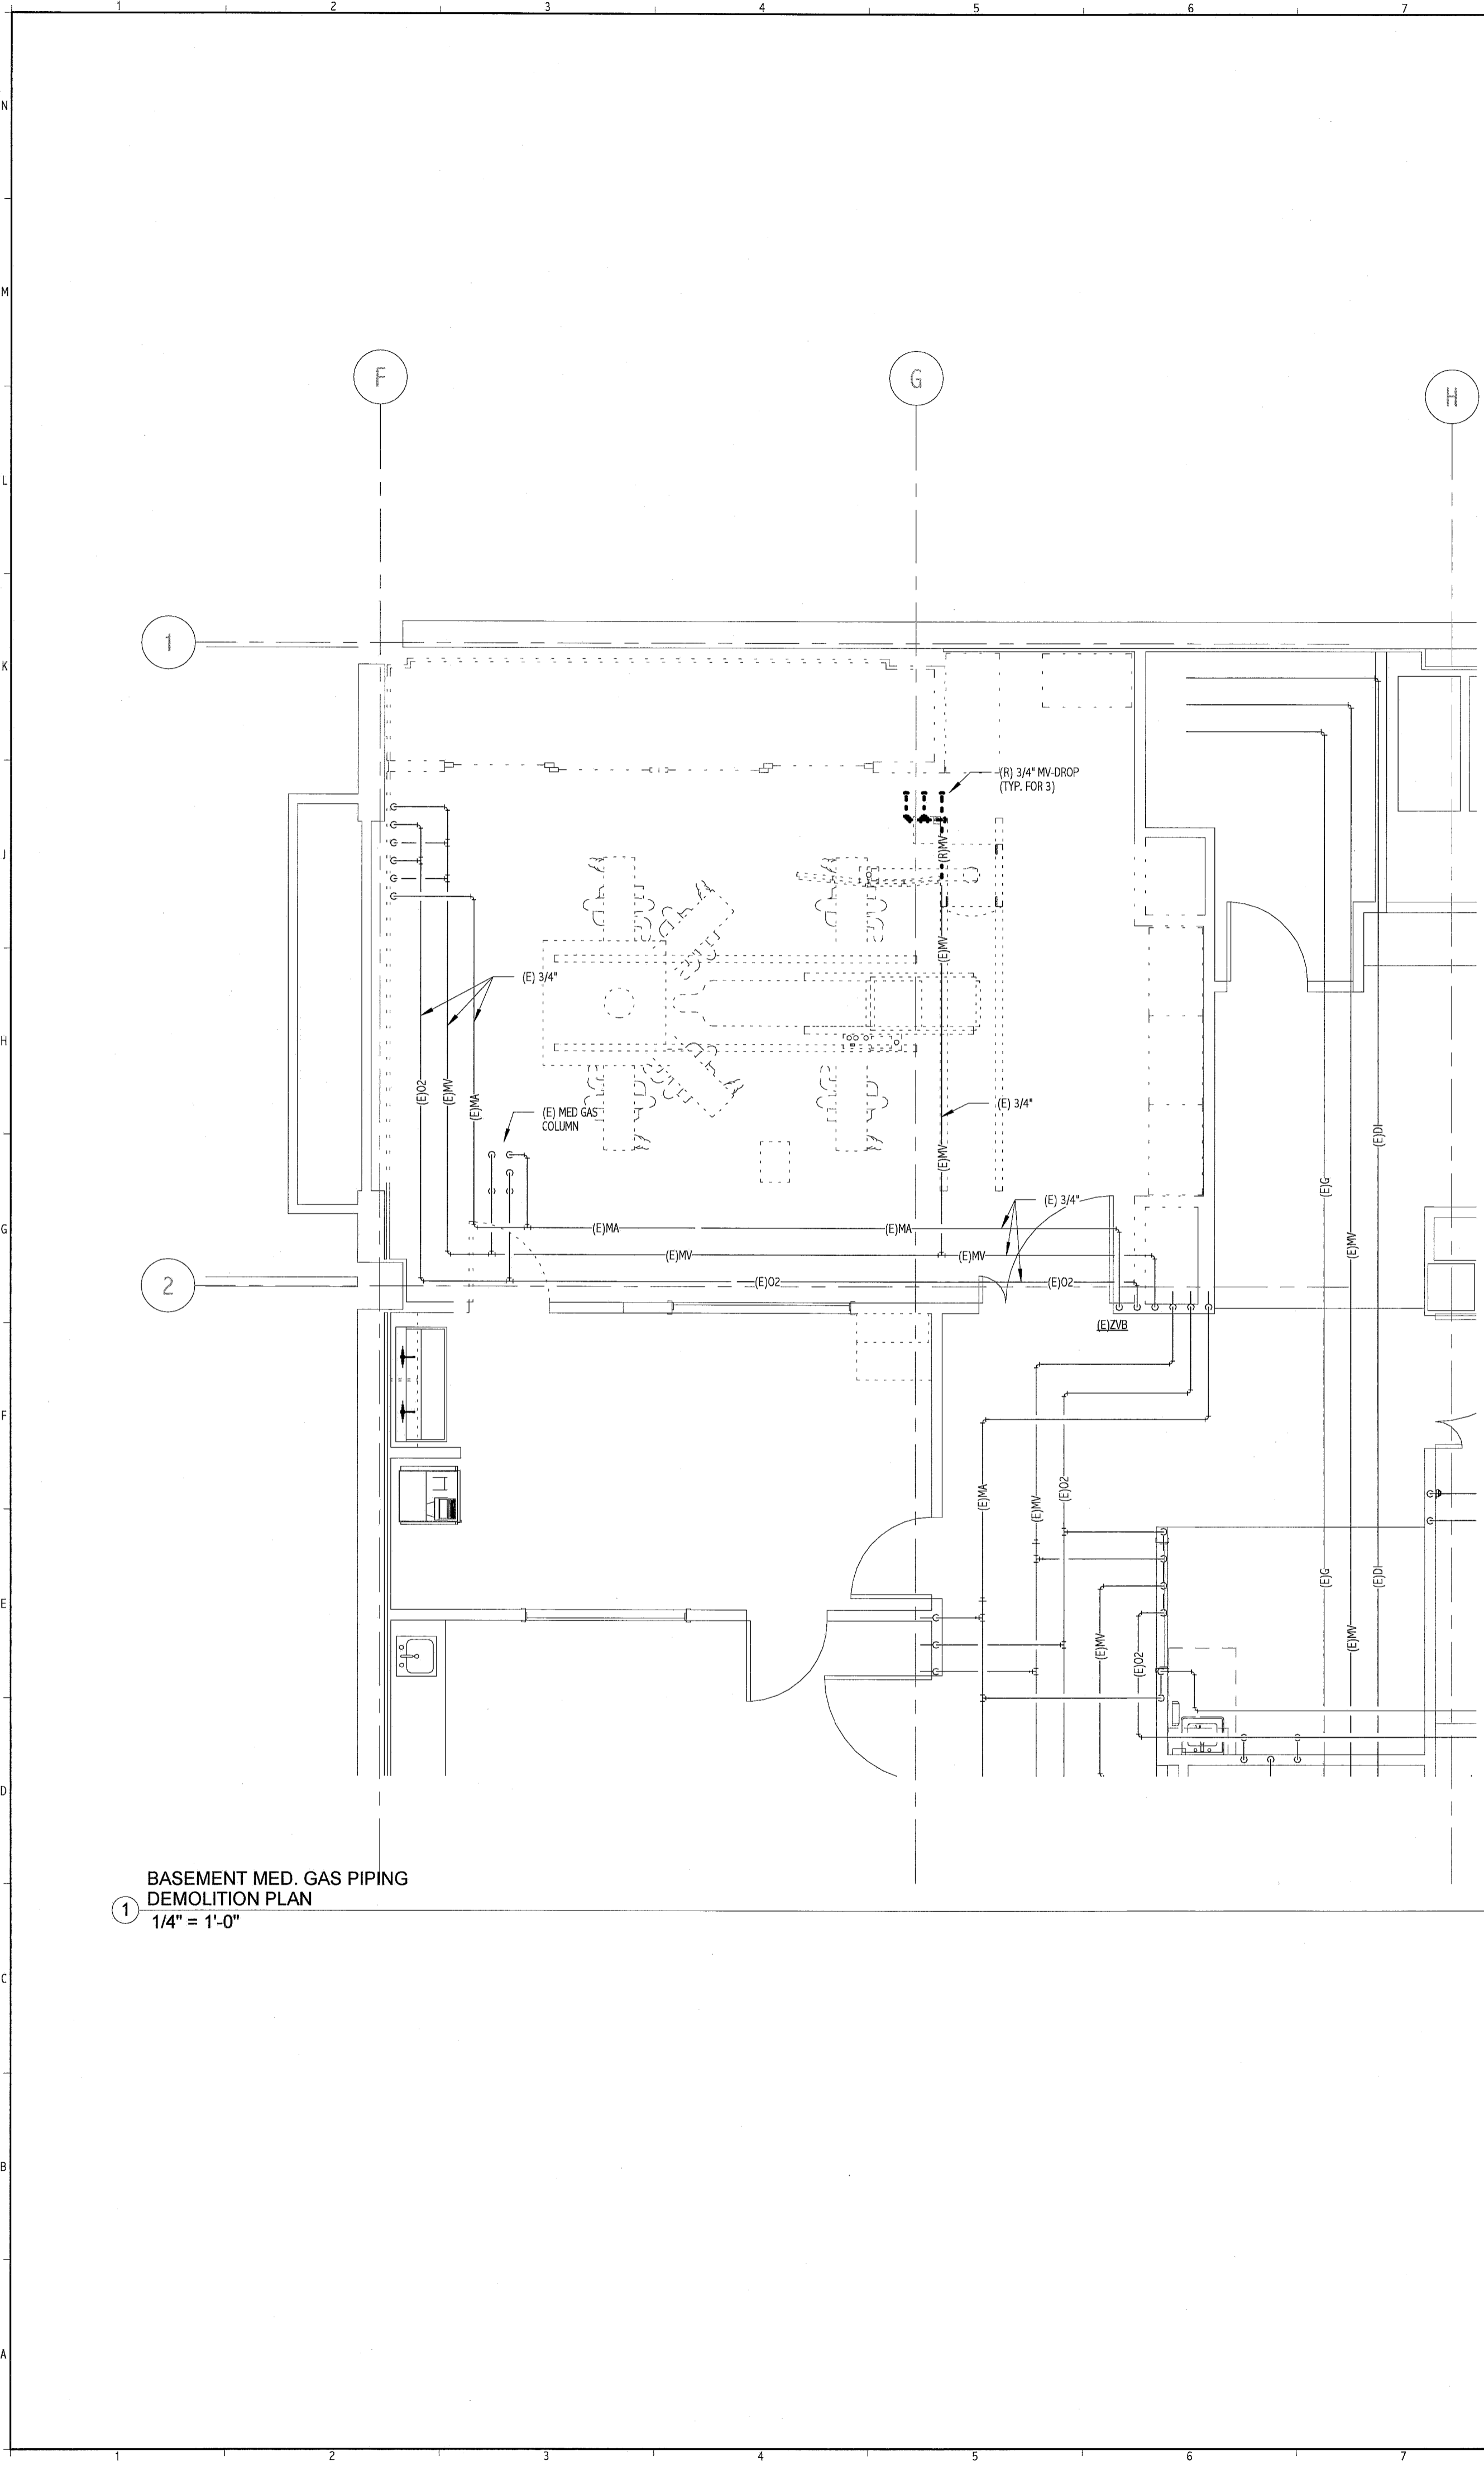 1 2 3 4 5 6 7
N
M
F
G
H
L
1
K
(R) 3/4" MV-DROP
(TYP. FOR 3)
J
(R)MV
(E)MV
(E) 3/4"
H
(E)O2
(E)MV
(E)MA
(E) MED GAS
COLUMN
(E) 3/4"
(E)MV
(E)DI
(E)G
(E) 3/4"
G
(E)MA
(E)MA
(E)MV
(E)MV
(E)MV
2
(E)O2
(E)O2
(E)ZVB
F
(E)MA
(E)MV
(E)O2
E
(E)G
(E)DI
(E)MV
(E)O2
(E)MV
D
BASEMENT MED. GAS PIPING
DEMOLITION PLAN
1
1/4" = 1'-0"
C
B
A
1 2 3 4 5 6 7